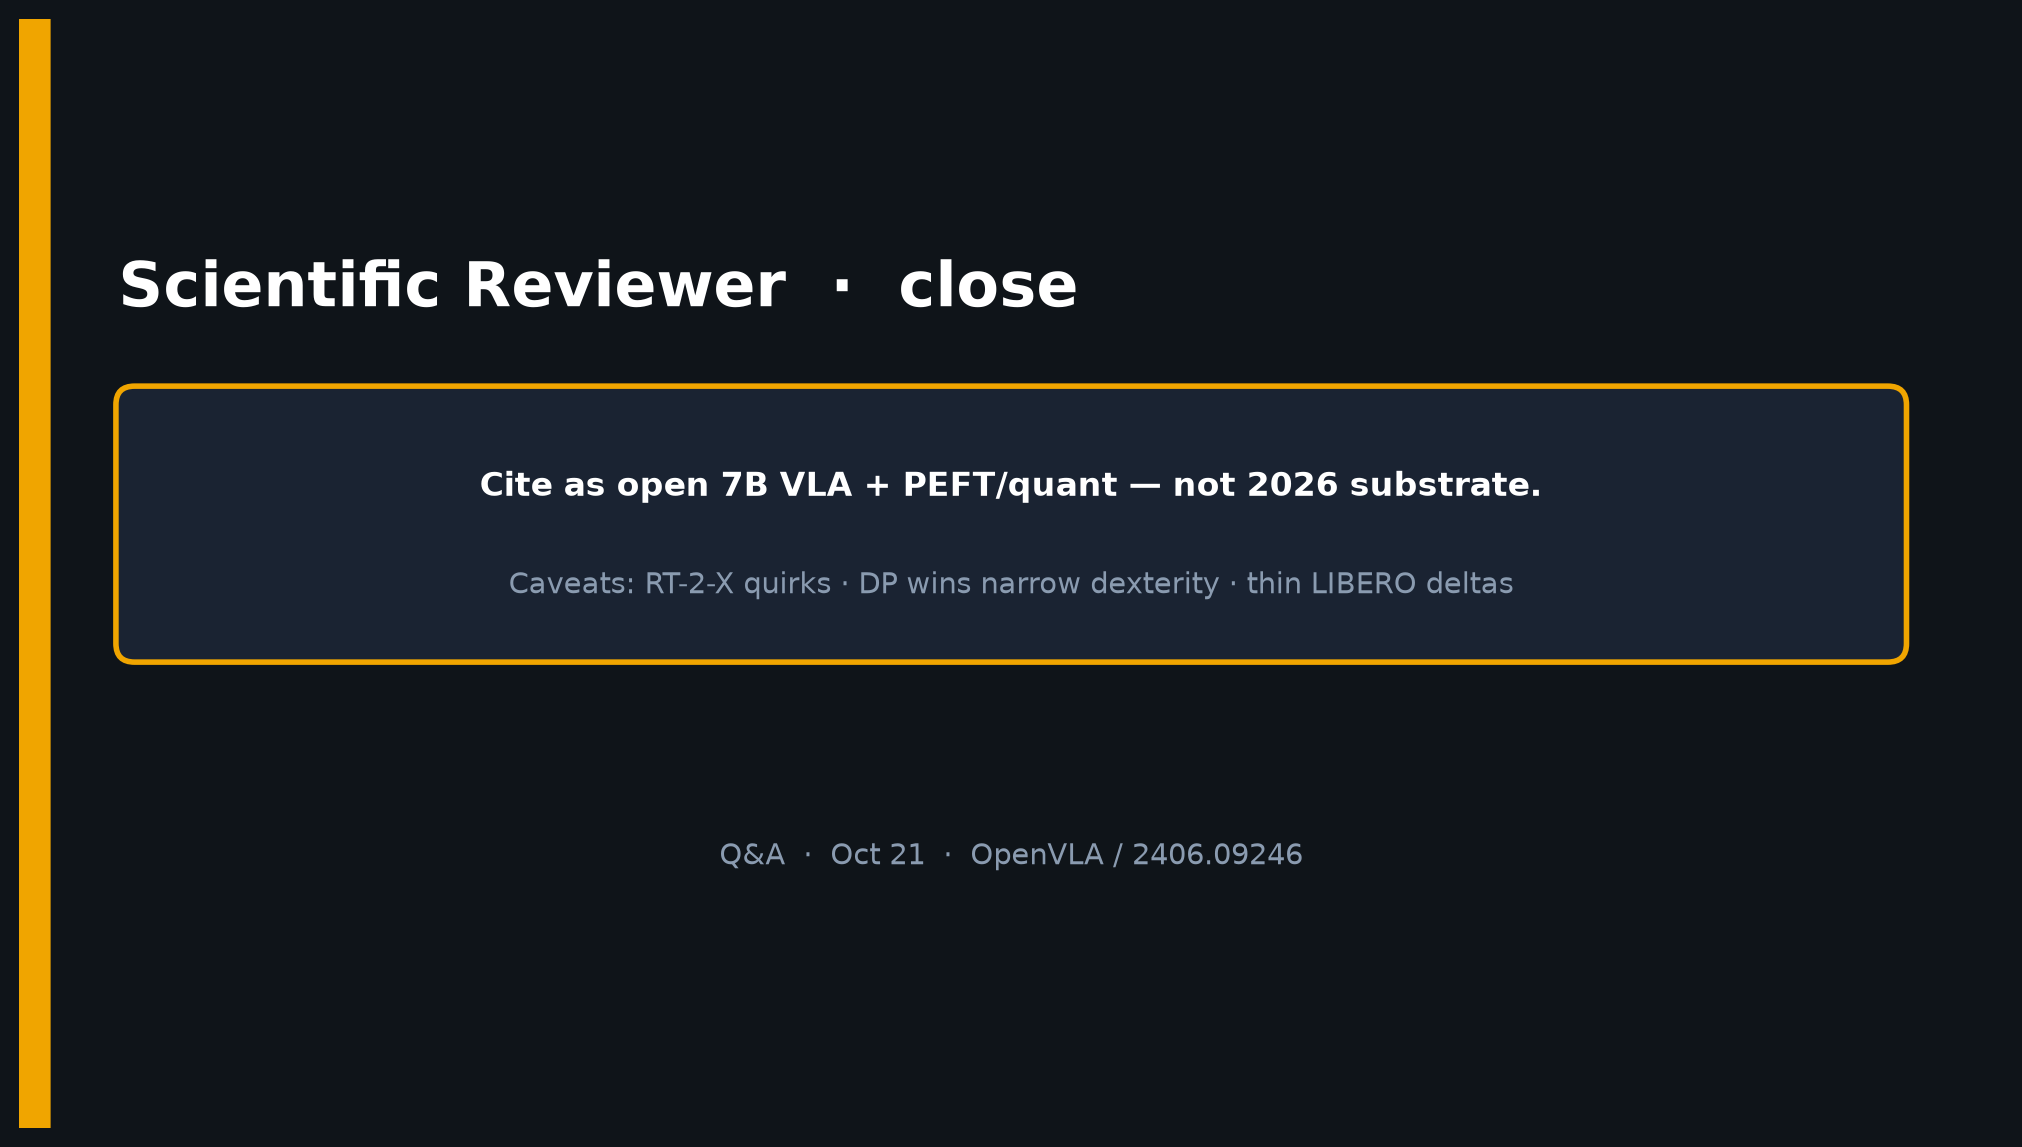 Scientific Reviewer · close
Cite as open 7B VLA + PEFT/quant — not 2026 substrate.
Caveats: RT-2-X quirks · DP wins narrow dexterity · thin LIBERO deltas
Q&A · Oct 21 · OpenVLA / 2406.09246